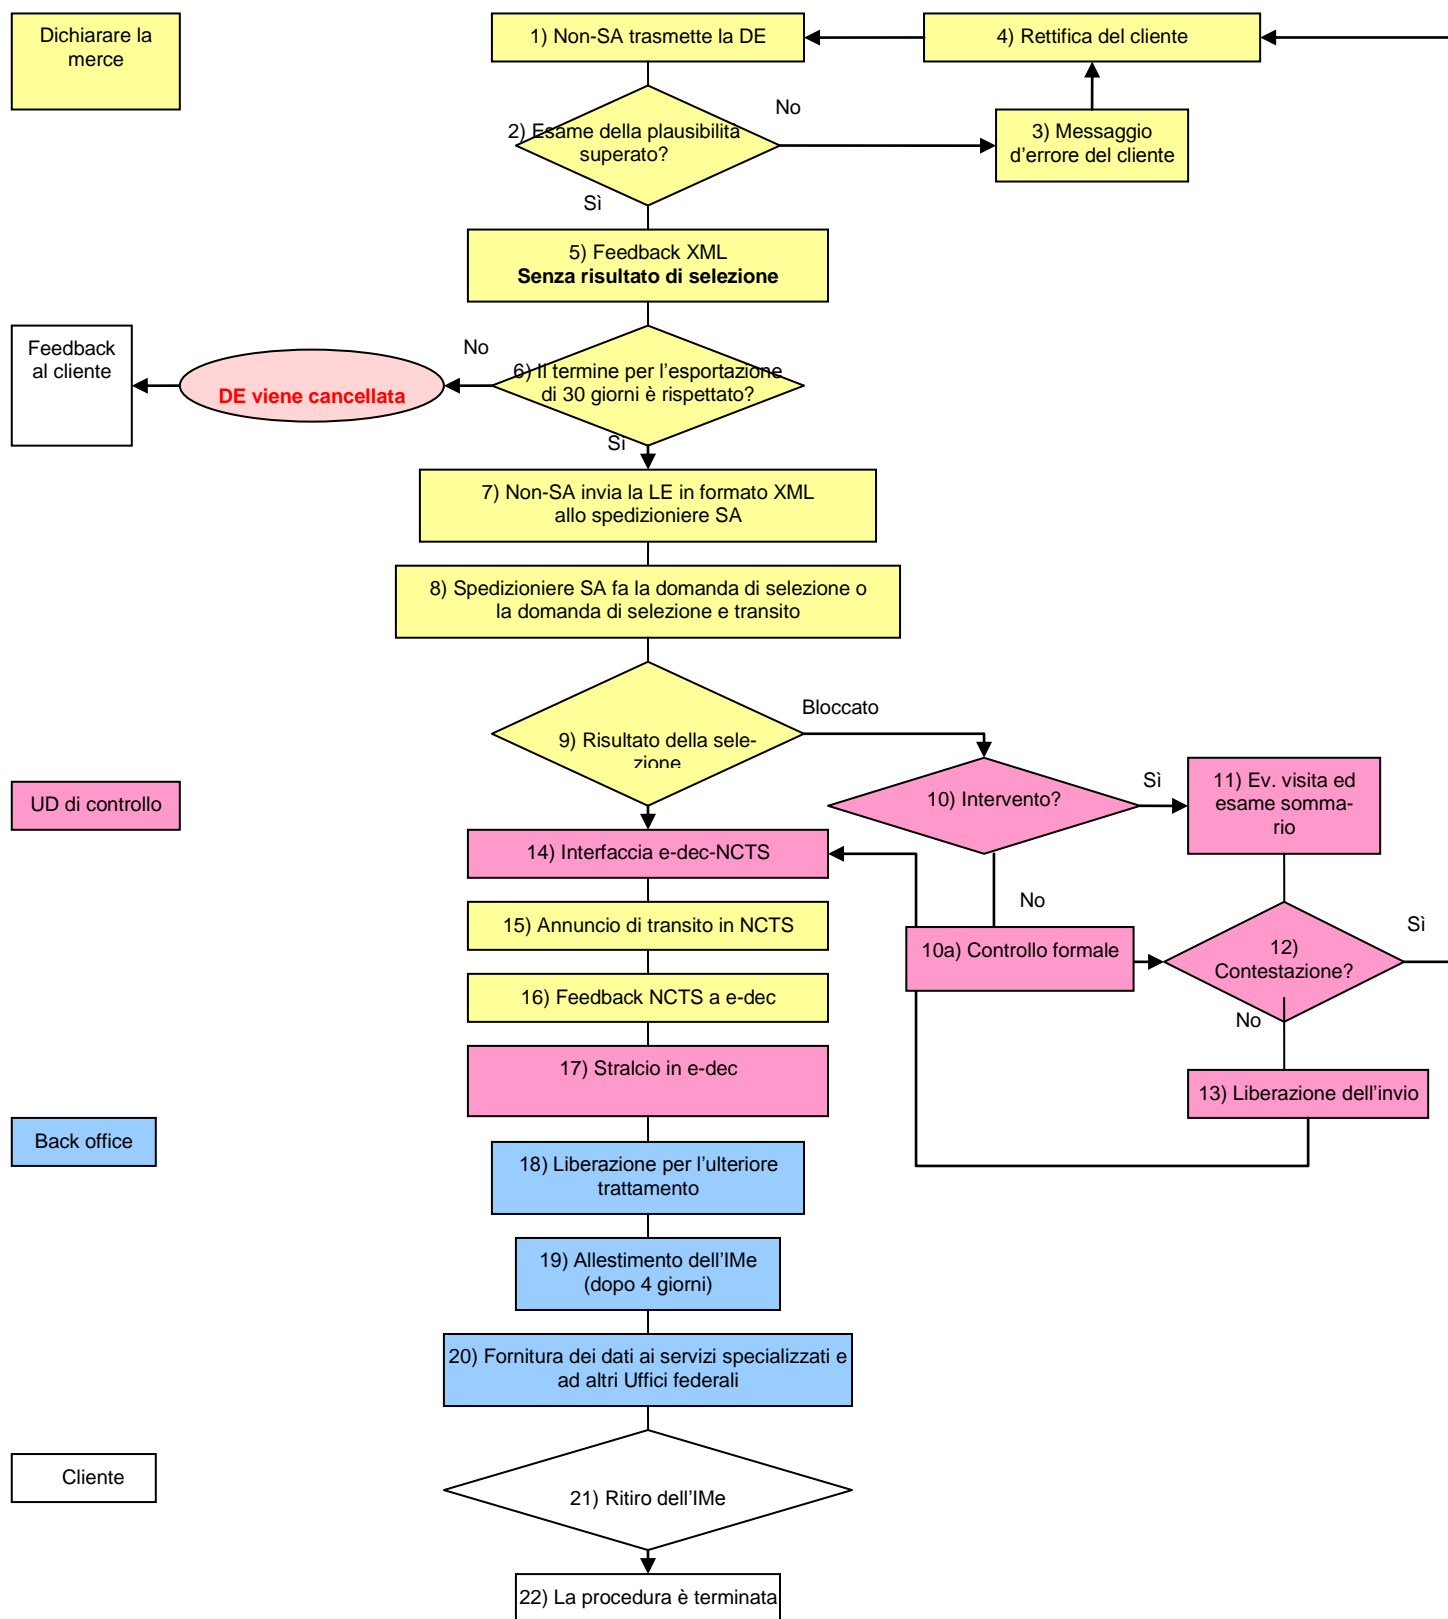 Dichiarare la
merce
1) Non-SA trasmette la DE
4) Rettifica del cliente
No
2) Esame della plausibilità
superato?
3) Messaggio
d’errore del cliente
Sì
5) Feedback XML
Senza risultato di selezione
Feedback
al cliente
No
DE viene cancellata
6) Il termine per l’esportazione
di 30 giorni è rispettato?
Sì
7) Non-SA invia la LE in formato XML
allo spedizioniere SA
8) Spedizioniere SA fa la domanda di selezione o
la domanda di selezione e transito
Bloccato
9) Risultato della sele-
zione
UD di controllo
10) Intervento?
Sì
11) Ev. visita ed
esame somma-
rio
14) Interfaccia e-dec-NCTS
No
15) Annuncio di transito in NCTS
10a) Controllo formale
12)
Contestazione?
Sì
16) Feedback NCTS a e-dec
No
17) Stralcio in e-dec
13) Liberazione dell’invio
Back office
18) Liberazione per l’ulteriore
trattamento
19) Allestimento dell’IMe
(dopo 4 giorni)
20) Fornitura dei dati ai servizi specializzati e
ad altri Uffici federali
Cliente
21) Ritiro dell’IMe
22) La procedura è terminata